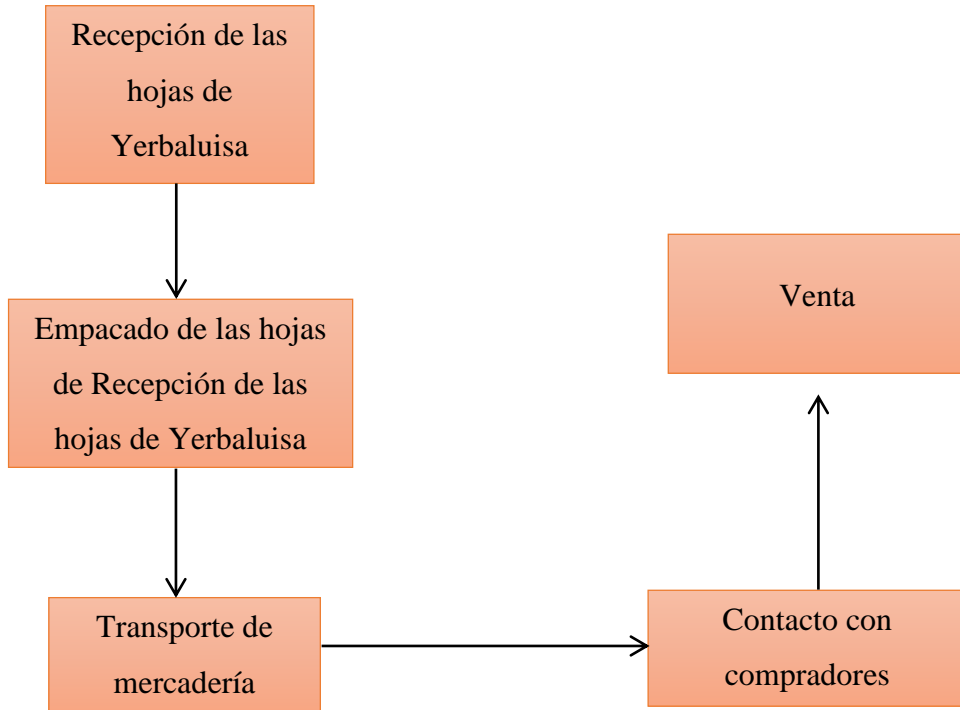 Recepción de las
hojas de
Yerbaluisa
Empacado de las hojas
de Recepción de las
hojas de Yerbaluisa
Transporte de
mercadería
Contacto con
compradores
Venta